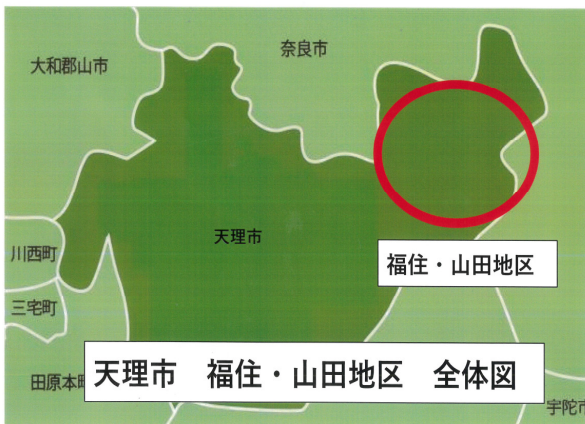 奈良市
大和郡山市
天理市
福住・山田地区
川西町
三宅町
田原本町
天理市　福住・山田地区　全体図
宇陀市